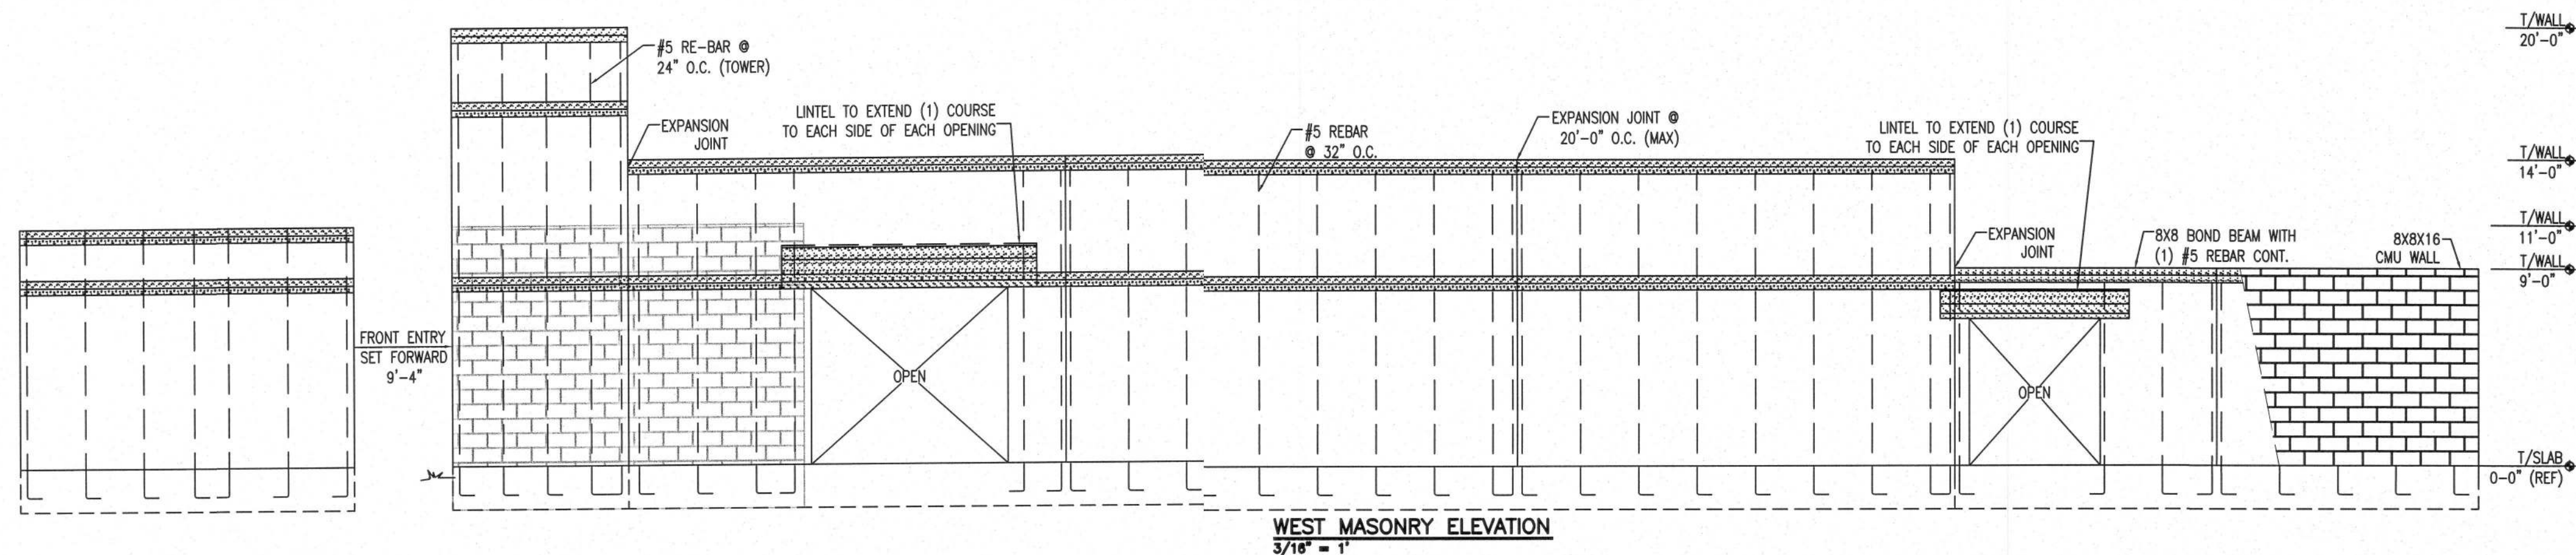 #5 RE-BAR @
24" O.C. (TOWER)
EXPANSION
JOINT
LINTEL TO EXTEND (1) COURSE
TO EACH SIDE OF EACH OPENING
#5 REBAR
@ 32" O.C.
EXPANSION JOINT @
20'-0" O.C. (MAX)
LINTEL TO EXTEND (1) COURSE
TO EACH SIDE OF EACH OPENING
EXPANSION
JOINT
8X8 BOND BEAM WITH
(1) #5 REBAR CONT.
8X8X16
CMU WALL
T/WALL
20'-0"
T/WALL
14'-0"
T/WALL
11'-0"
T/WALL
9'-0"
T/SLAB
0-0" (REF)
FRONT ENTRY
SET FORWARD
9'-4"
OPEN
OPEN
WEST MASONRY ELEVATION
3/16" = 1'